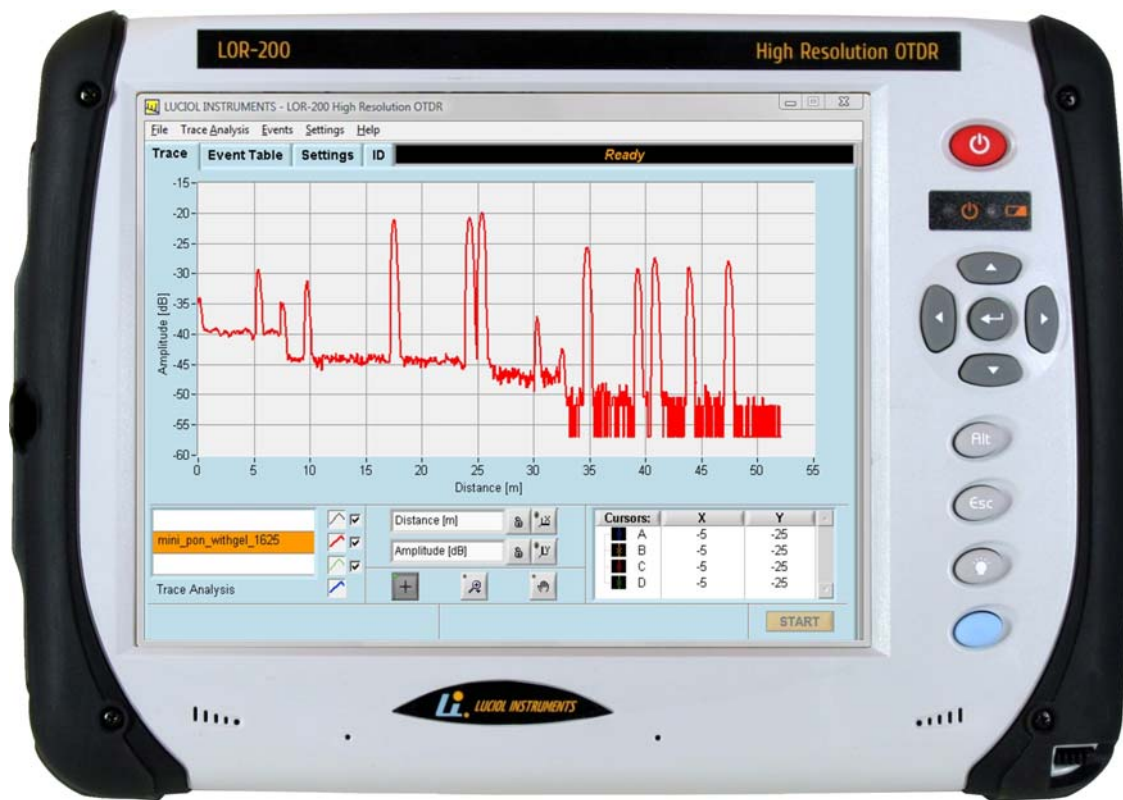 LOR-200 High Resolution OTDR
LUCIOL INSTRUMENTS - LOR-200 High Resolution OTDR
File Trace Analysis Events Settings Help
Trace Event Table Settings ID Ready
-15
-20
-25
-30
-35
-40
-45
-50
-55
-60
Amplitude [dB]
0 5 10 15 20 25 30 35 40 45 50 55
Distance [m]
mini_pon_withgel_1625
Trace Analysis
Distance [m]
Amplitude [dB]
Cursors: X Y
A -5 -25
B -5 -25
C -5 -25
D -5 -25
START
Alt
Esc
Li. LUCIOL INSTRUMENTS